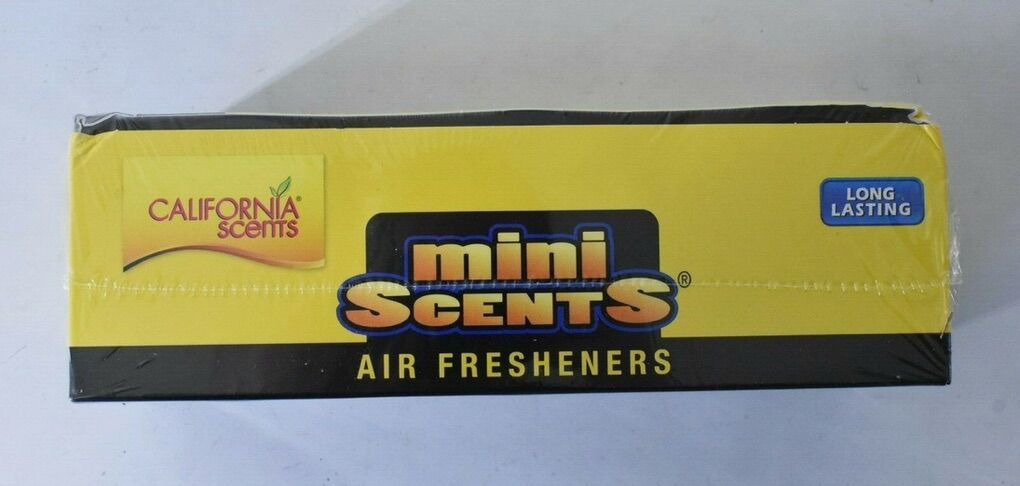 CALIFORNIA®
scents
LONG
LASTING
mini
SCENTS®
AIR FRESHENERS